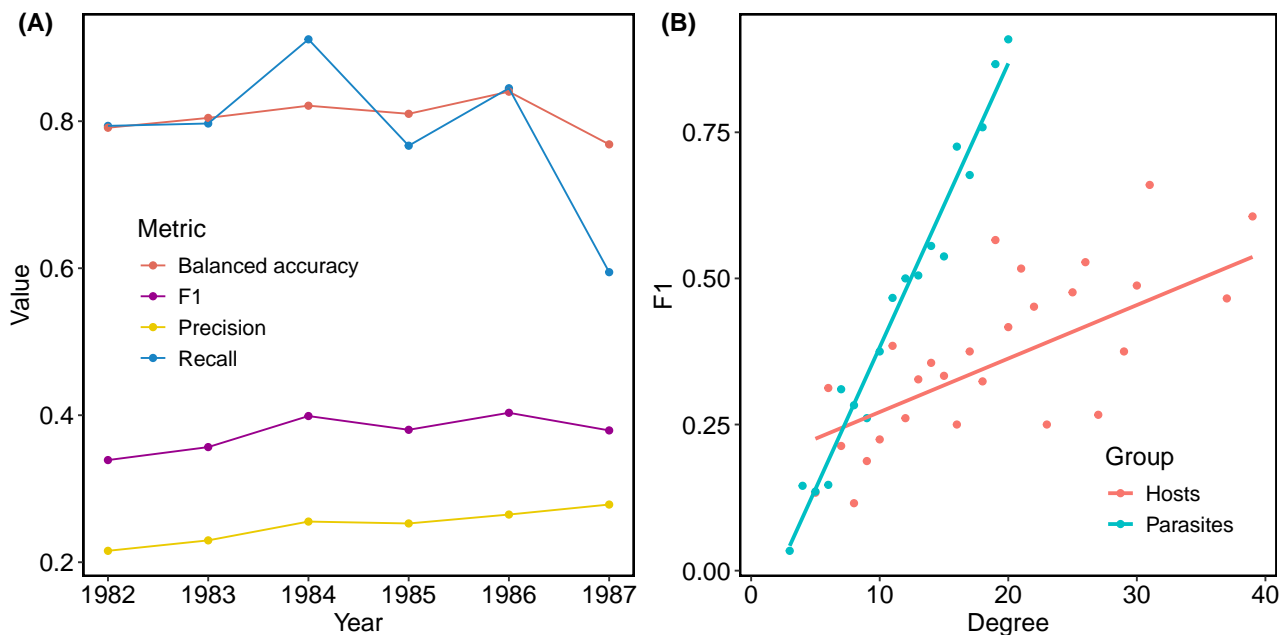 (A)
Value
0.8
0.6
0.4
0.2
Metric
Balanced accuracy
F1
Precision
Recall
1982 1983 1984 1985 1986 1987
Year
(B)
F1
0.75
0.50
0.25
0.00
Group
Hosts
Parasites
0 10 20 30 40
Degree